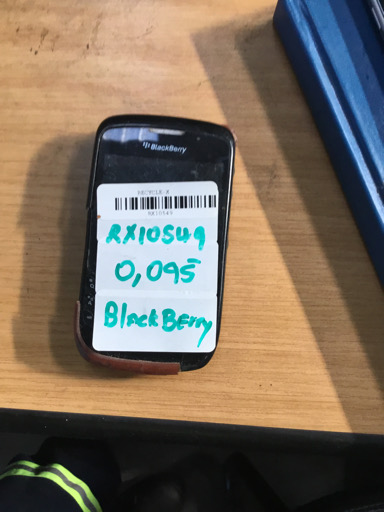 BlackBerry
RECYCLE-X
RX10549
RX10549
0,095
BlackBerry